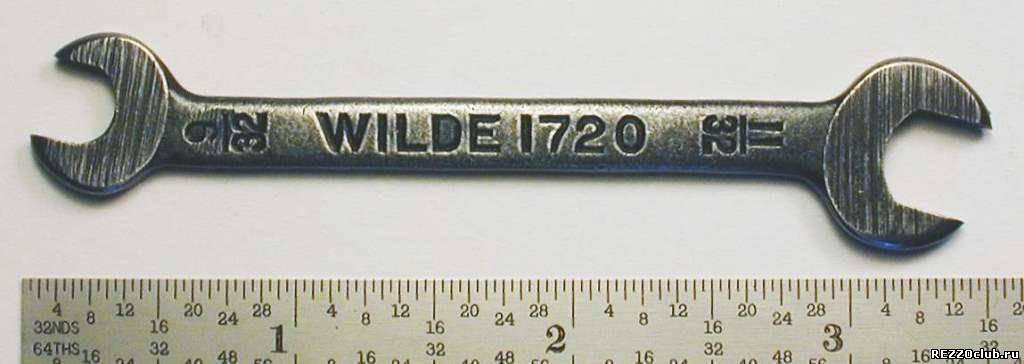 9/32 WILDE 1720 11/32
4 8 12 16 20 24 28 1 4 8 12 16 20 24 28 2 4 8 12 16 20 24 28 3 4 8 12 16 20
32NDS
64THS 16 32 48 16 32 48 16 32 48 16 32
REZZOclub.ru